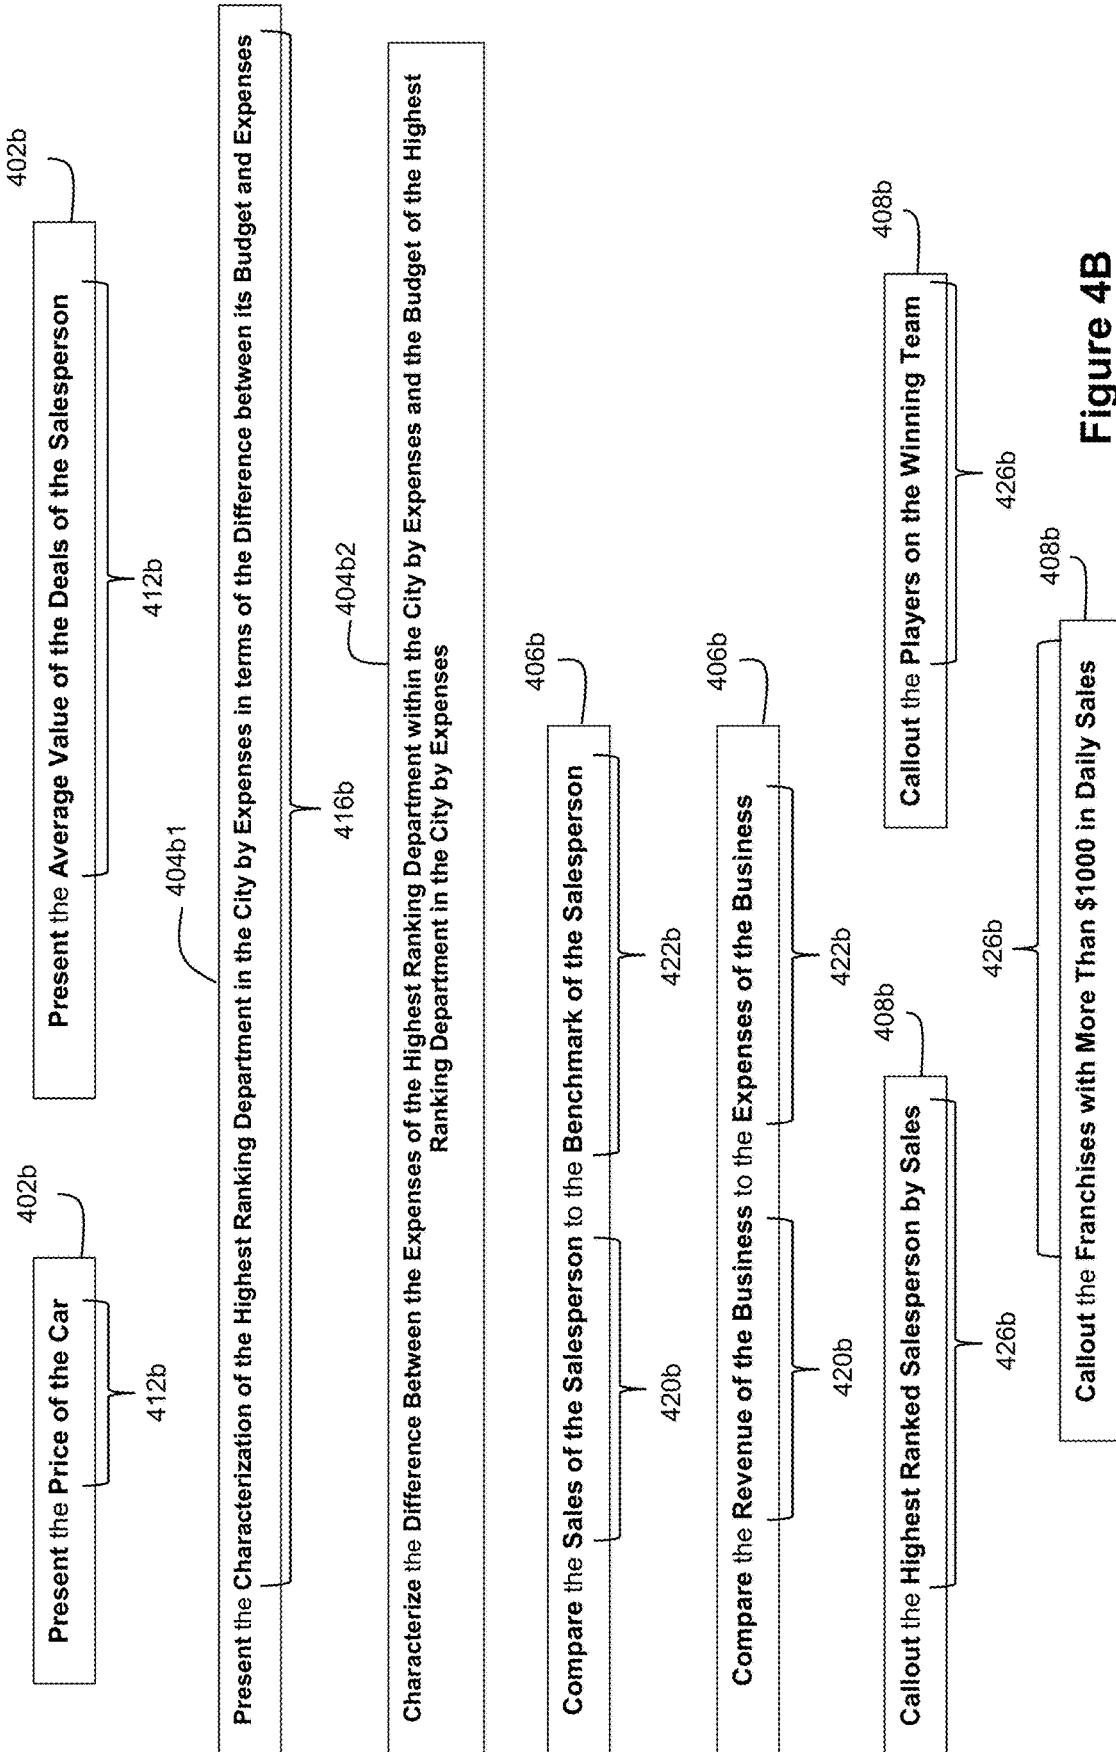 402b
402b
Present the Price of the Car
Present the Average Value of the Deals of the Salesperson
412b
412b
404b1
Present the Characterization of the Highest Ranking Department in the City by Expenses in terms of the Difference between its Budget and Expenses
416b
404b2
Characterize the Difference Between the Expenses of the Highest Ranking Department within the City by Expenses and the Budget of the Highest
Ranking Department in the City by Expenses
406b
Compare the Sales of the Salesperson to the Benchmark of the Salesperson
420b
422b
406b
Compare the Revenue of the Business to the Expenses of the Business
420b
422b
408b
408b
Callout the Highest Ranked Salesperson by Sales
Callout the Players on the Winning Team
426b
426b
426b
408b
Callout the Franchises with More Than $1000 in Daily Sales
Figure 4B